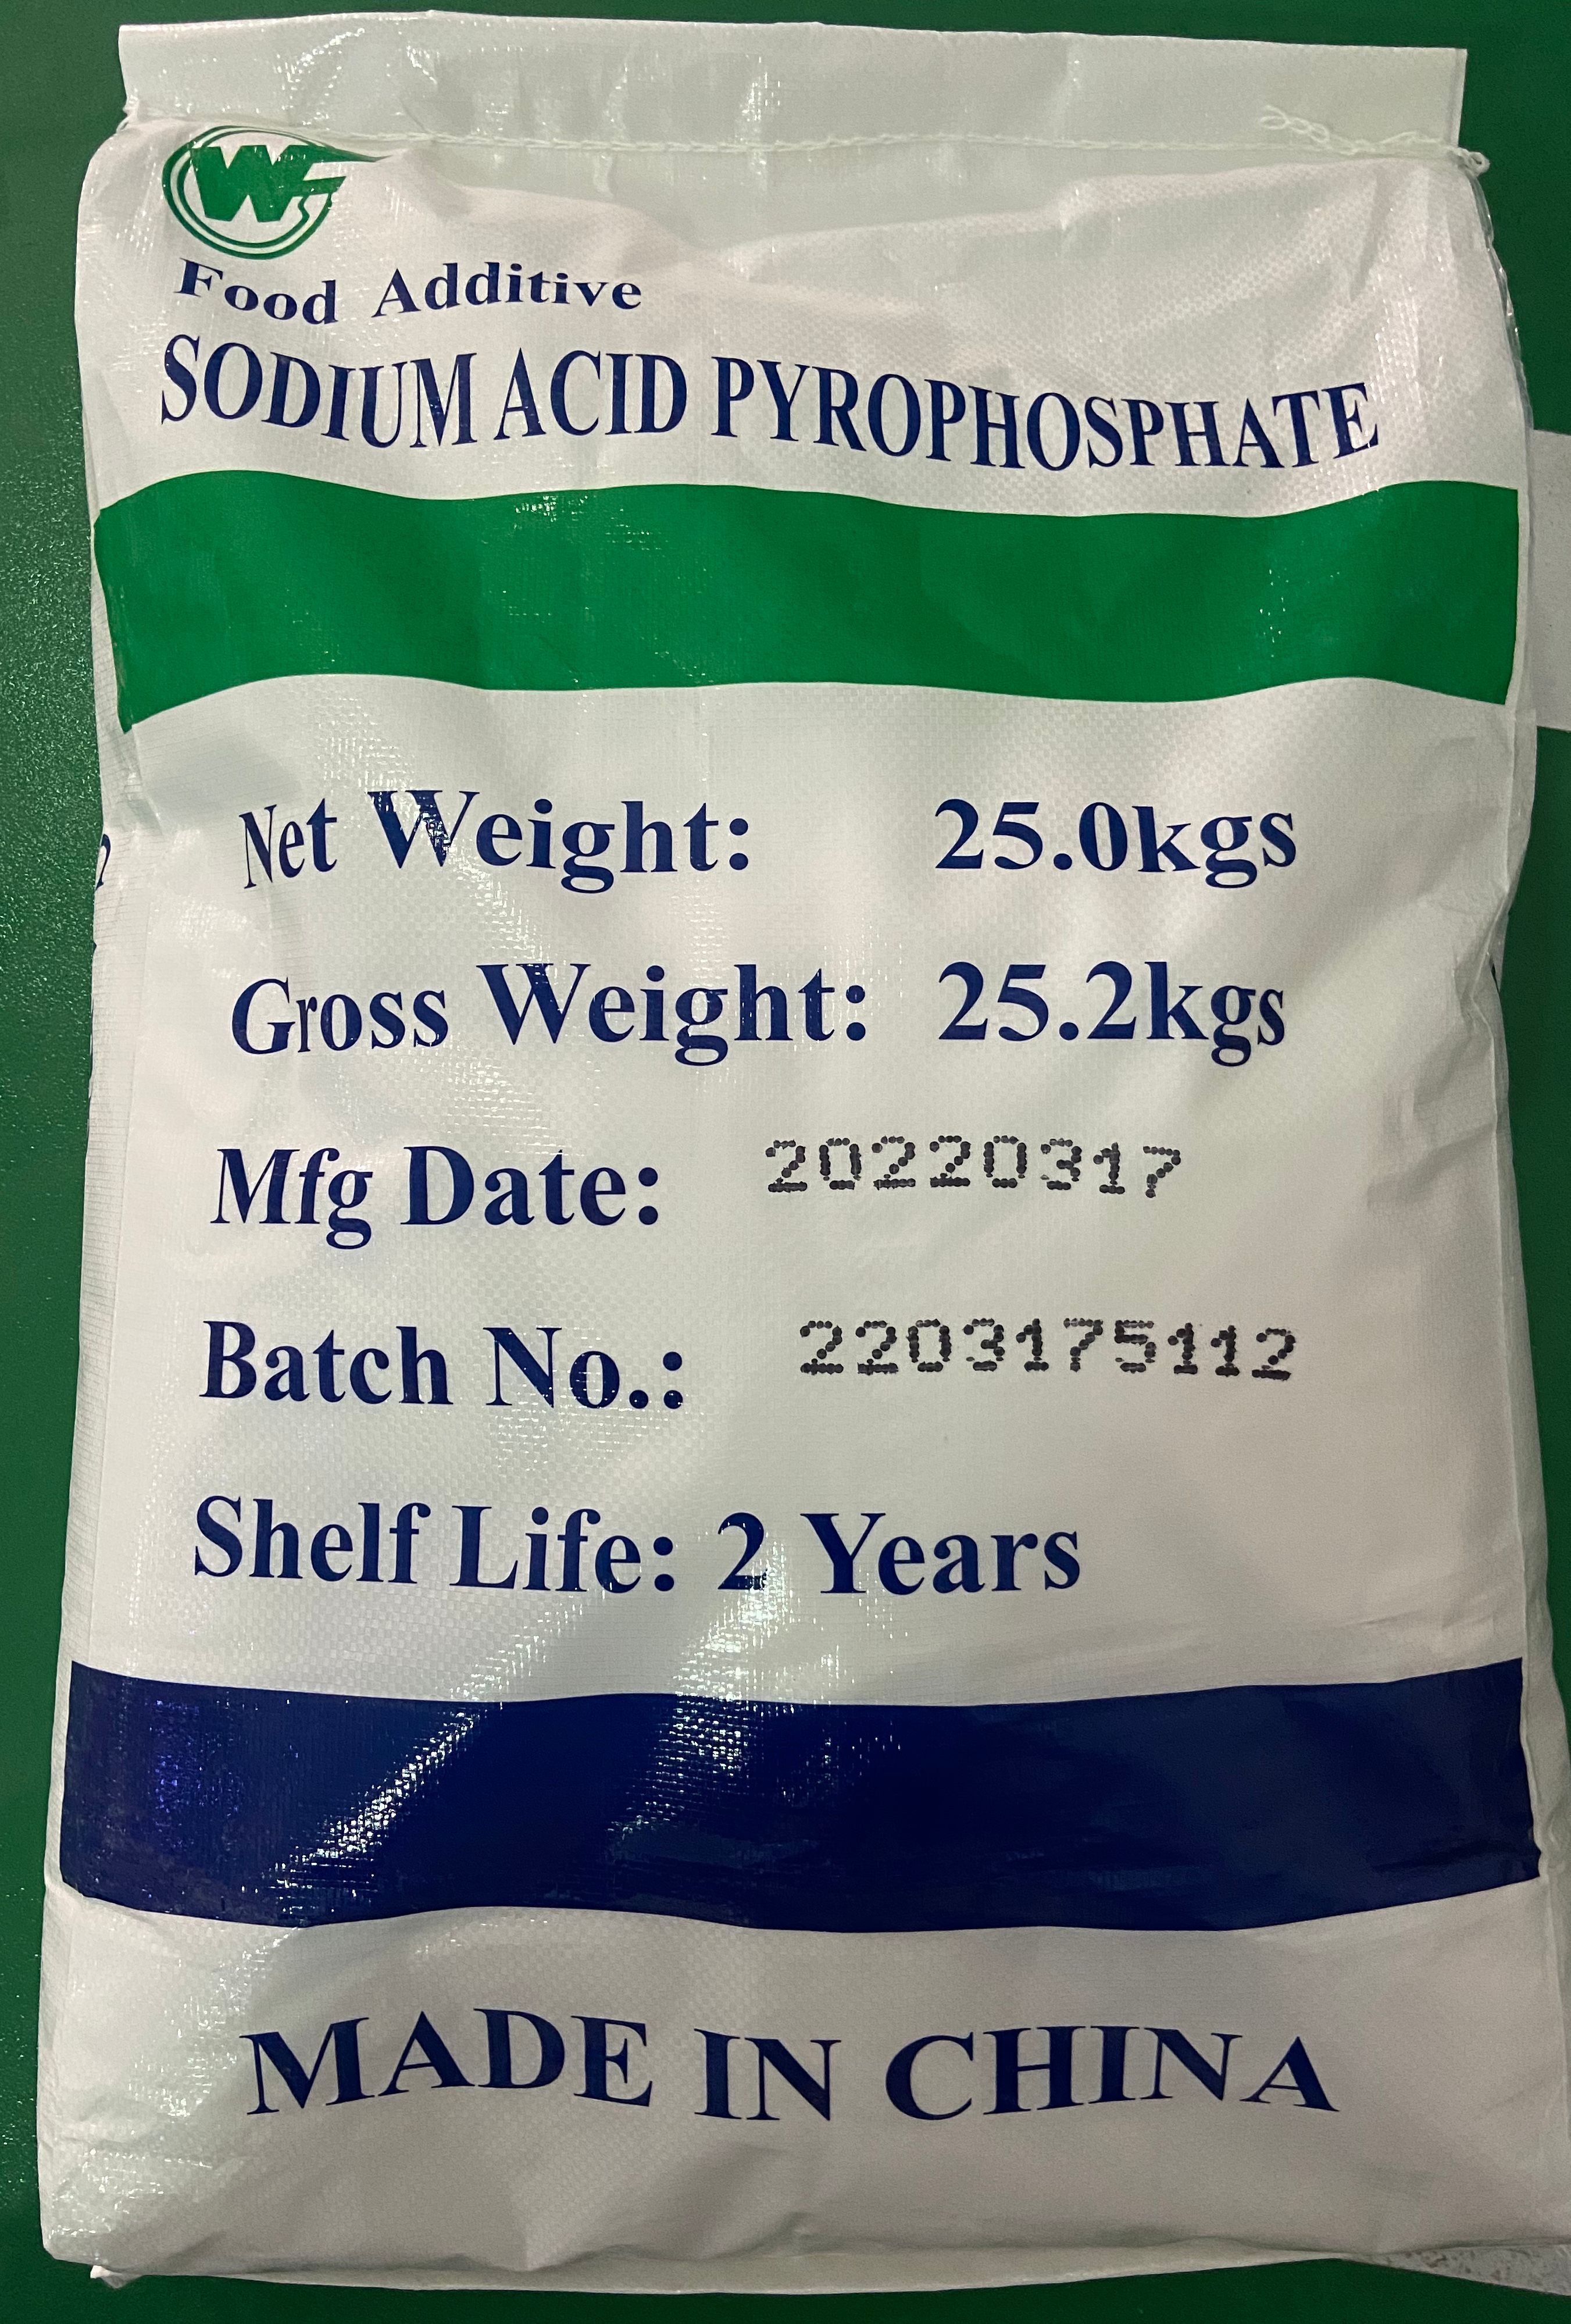 W
Food Additive
SODIUM ACID PYROPHOSPHATE
Net Weight: 25.0kgs
Gross Weight: 25.2kgs
Mfg Date: 20220317
Batch No.: 2203175112
Shelf Life: 2 Years
MADE IN CHINA